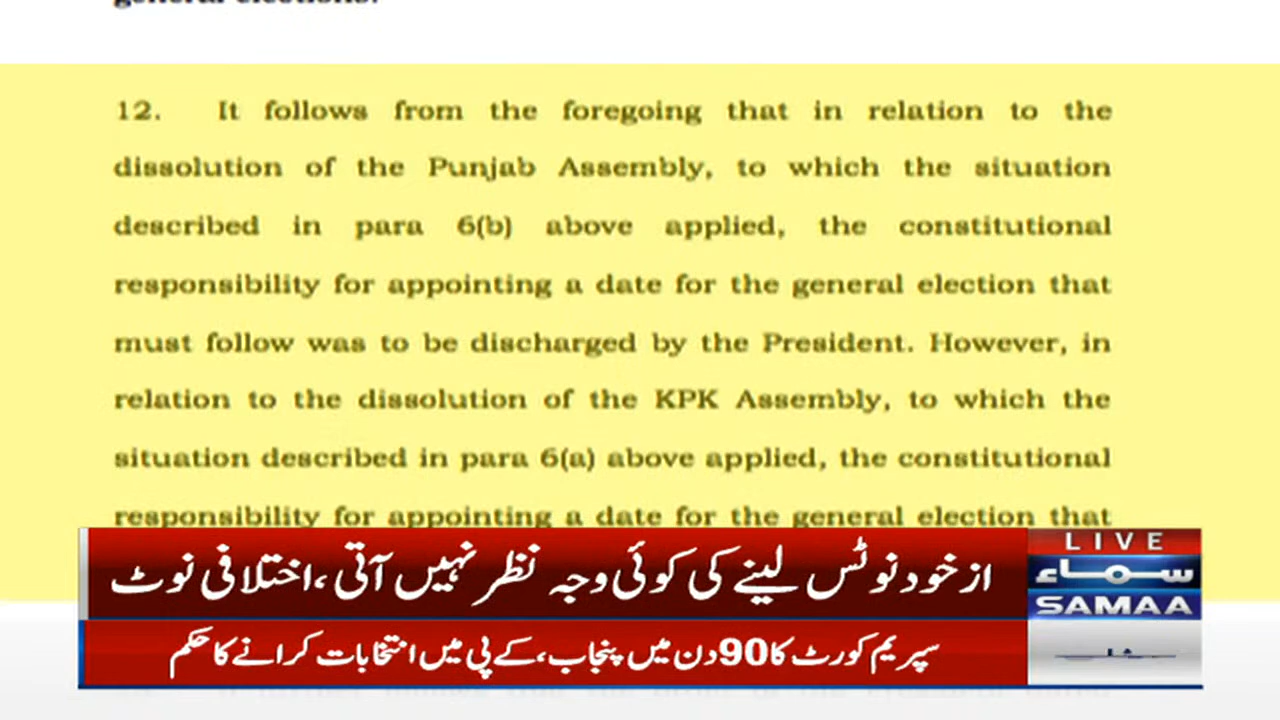 general elections.
12. It follows from the foregoing that in relation to the
dissolution of the Punjab Assembly, to which the situation
described in para 6(b) above applied, the constitutional
responsibility for appointing a date for the general election that
must follow was to be discharged by the President. However, in
relation to the dissolution of the KPK Assembly, to which the
situation described in para 6(a) above applied, the constitutional
responsibility for appointing a date for the general election that
از خود نوٹس لینے کی کوئی وجہ نظر نہیں آتی ،اختلافی نوٹ
LIVE
سماء
SAMAA
سپریم کورٹ کا 90 دن میں پنجاب، کے پی میں انتخابات کرانے کا حکم